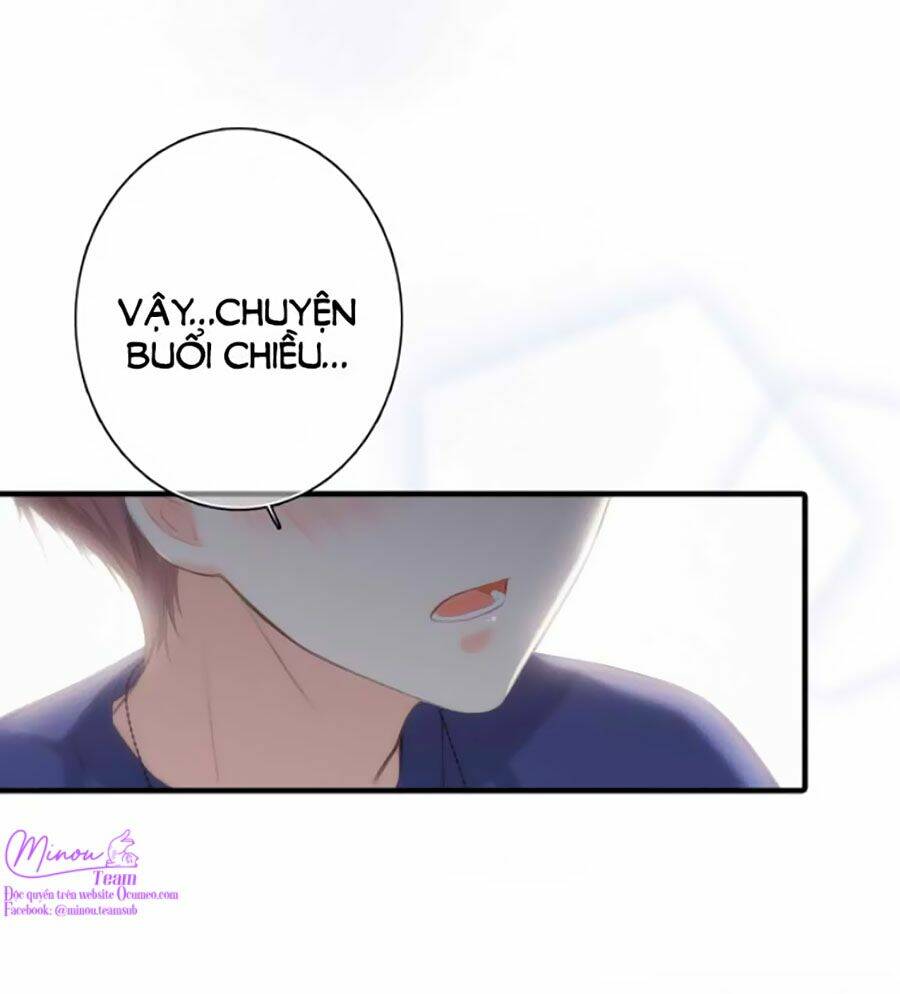 VẬY...CHUYỆN
BUỔI CHIỀU...
Minou
Team
Độc quyền trên website Ocumeo.com
Facebook: @minou.teamsub